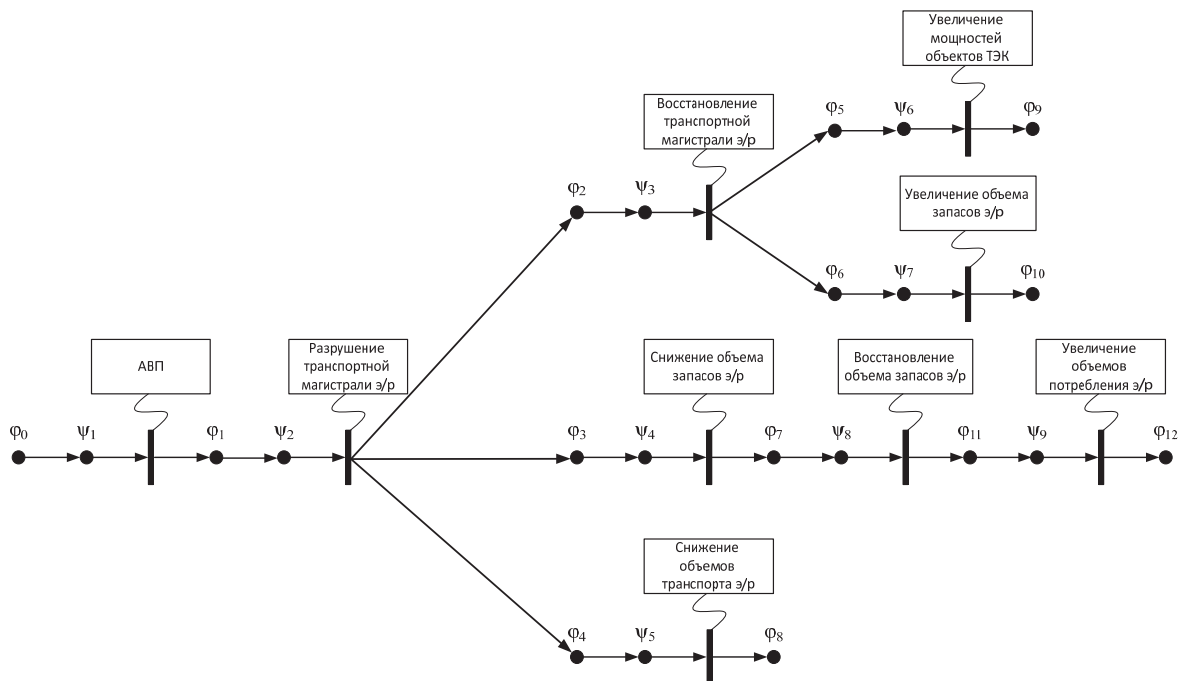 Увеличение
мощностей
объектов ТЭК
Восстановление
транспортной
магистрали э/р
φ5
ψ6
φ9
φ2
ψ3
Увеличение объема
запасов э/р
φ6
ψ7
φ10
АВП
Разрушение
транспортной
магистрали э/р
Снижение объема
запасов э/р
Восстановление
объема запасов э/р
Увеличение
объемов
потребления э/р
φ0
ψ1
φ1
ψ2
φ3
ψ4
φ7
ψ8
φ11
ψ9
φ12
Снижение
объемов
транспорта э/р
φ4
ψ5
φ8